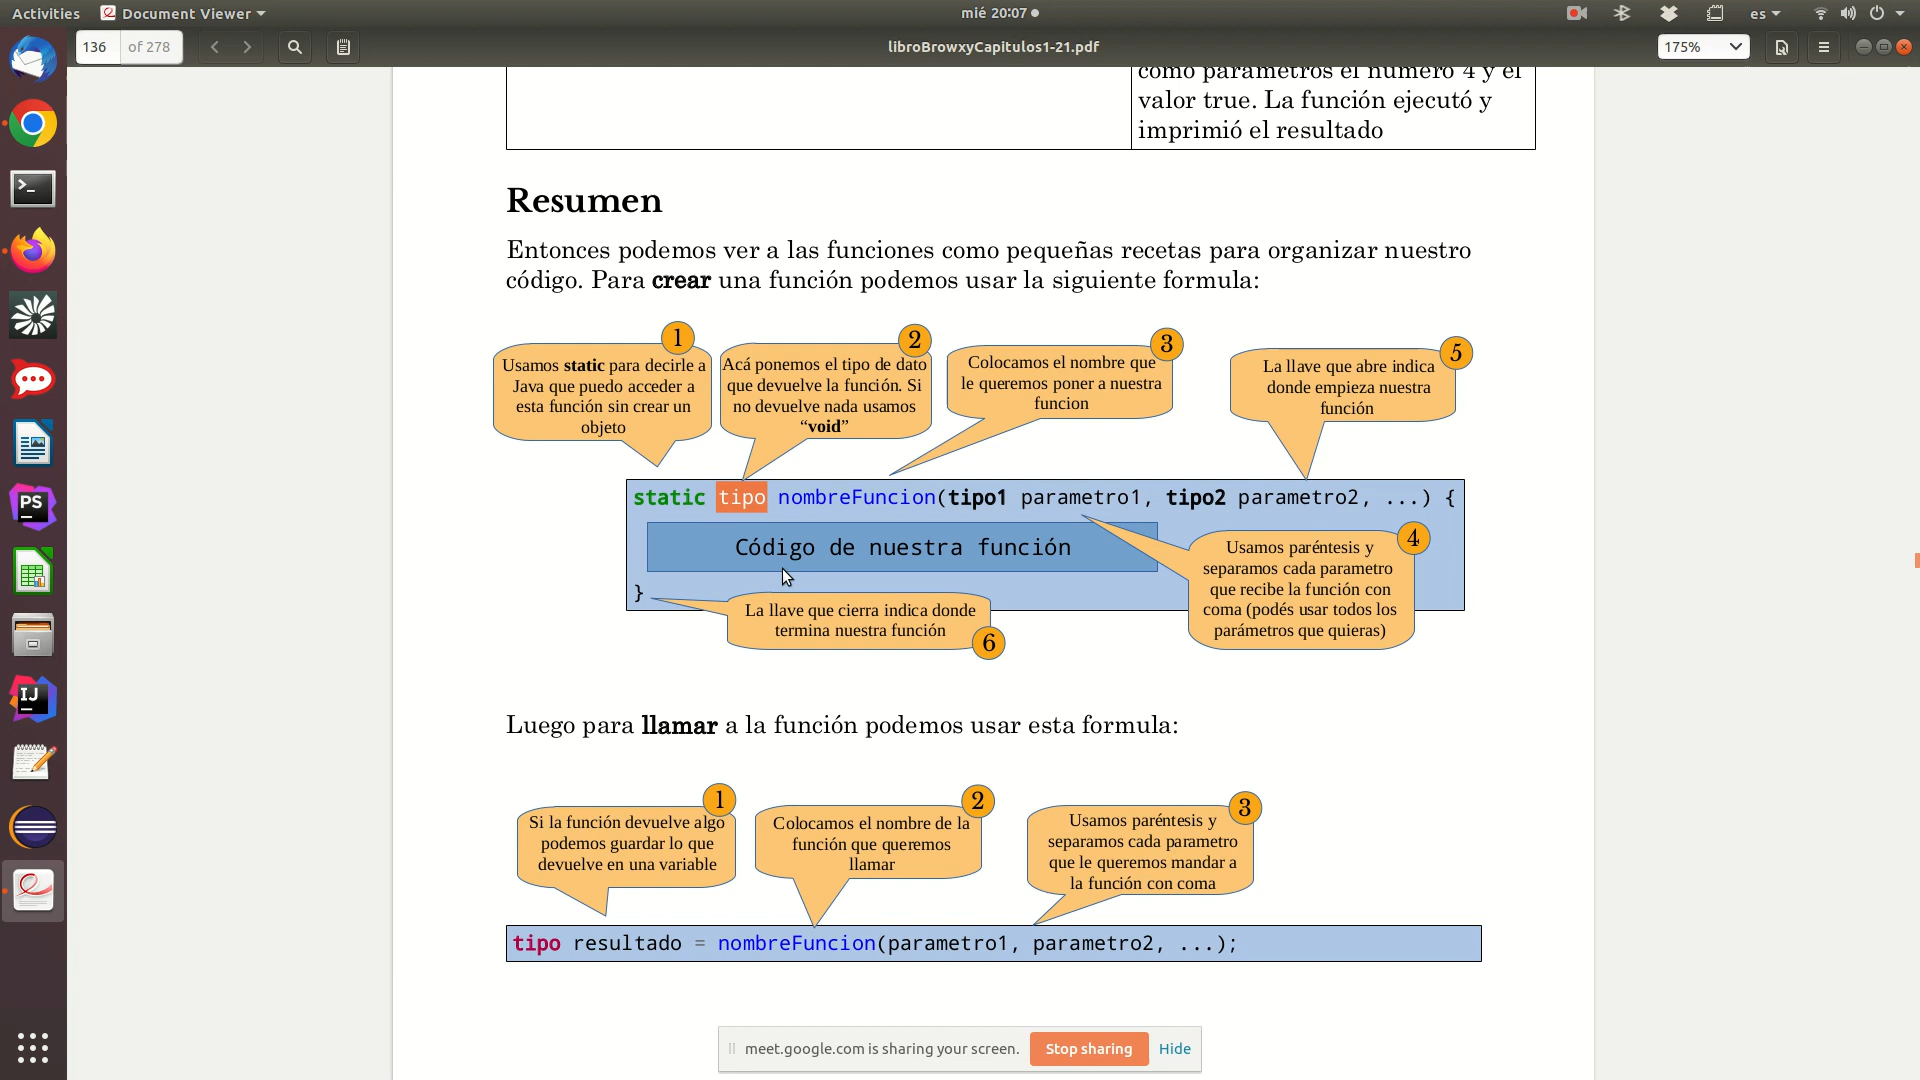 Activities Document Viewer mié 20:07 es
136 of 278 libroBrowxyCapitulos1-21.pdf 175%
como parámetros el número 4 y el
valor true. La función ejecutó y
imprimió el resultado
Resumen
Entonces podemos ver a las funciones como pequeñas recetas para organizar nuestro
código. Para crear una función podemos usar la siguiente formula:
1
Usamos static para decirle a
Java que puedo acceder a
esta función sin crear un
objeto
2
Acá ponemos el tipo de dato
que devuelve la función. Si
no devuelve nada usamos
“void”
3
Colocamos el nombre que
le queremos poner a nuestra
funcion
5
La llave que abre indica
donde empieza nuestra
función
static tipo nombreFuncion(tipo1 parametro1, tipo2 parametro2, ...) {
Código de nuestra función
}
4
Usamos paréntesis y
separamos cada parametro
que recibe la función con
coma (podés usar todos los
parámetros que quieras)
La llave que cierra indica donde
termina nuestra función
6
Luego para llamar a la función podemos usar esta formula:
1
Si la función devuelve algo
podemos guardar lo que
devuelve en una variable
2
Colocamos el nombre de la
función que queremos
llamar
3
Usamos paréntesis y
separamos cada parametro
que le queremos mandar a
la función con coma
tipo resultado = nombreFuncion(parametro1, parametro2, ...);
meet.google.com is sharing your screen. Stop sharing Hide
PS
IJ